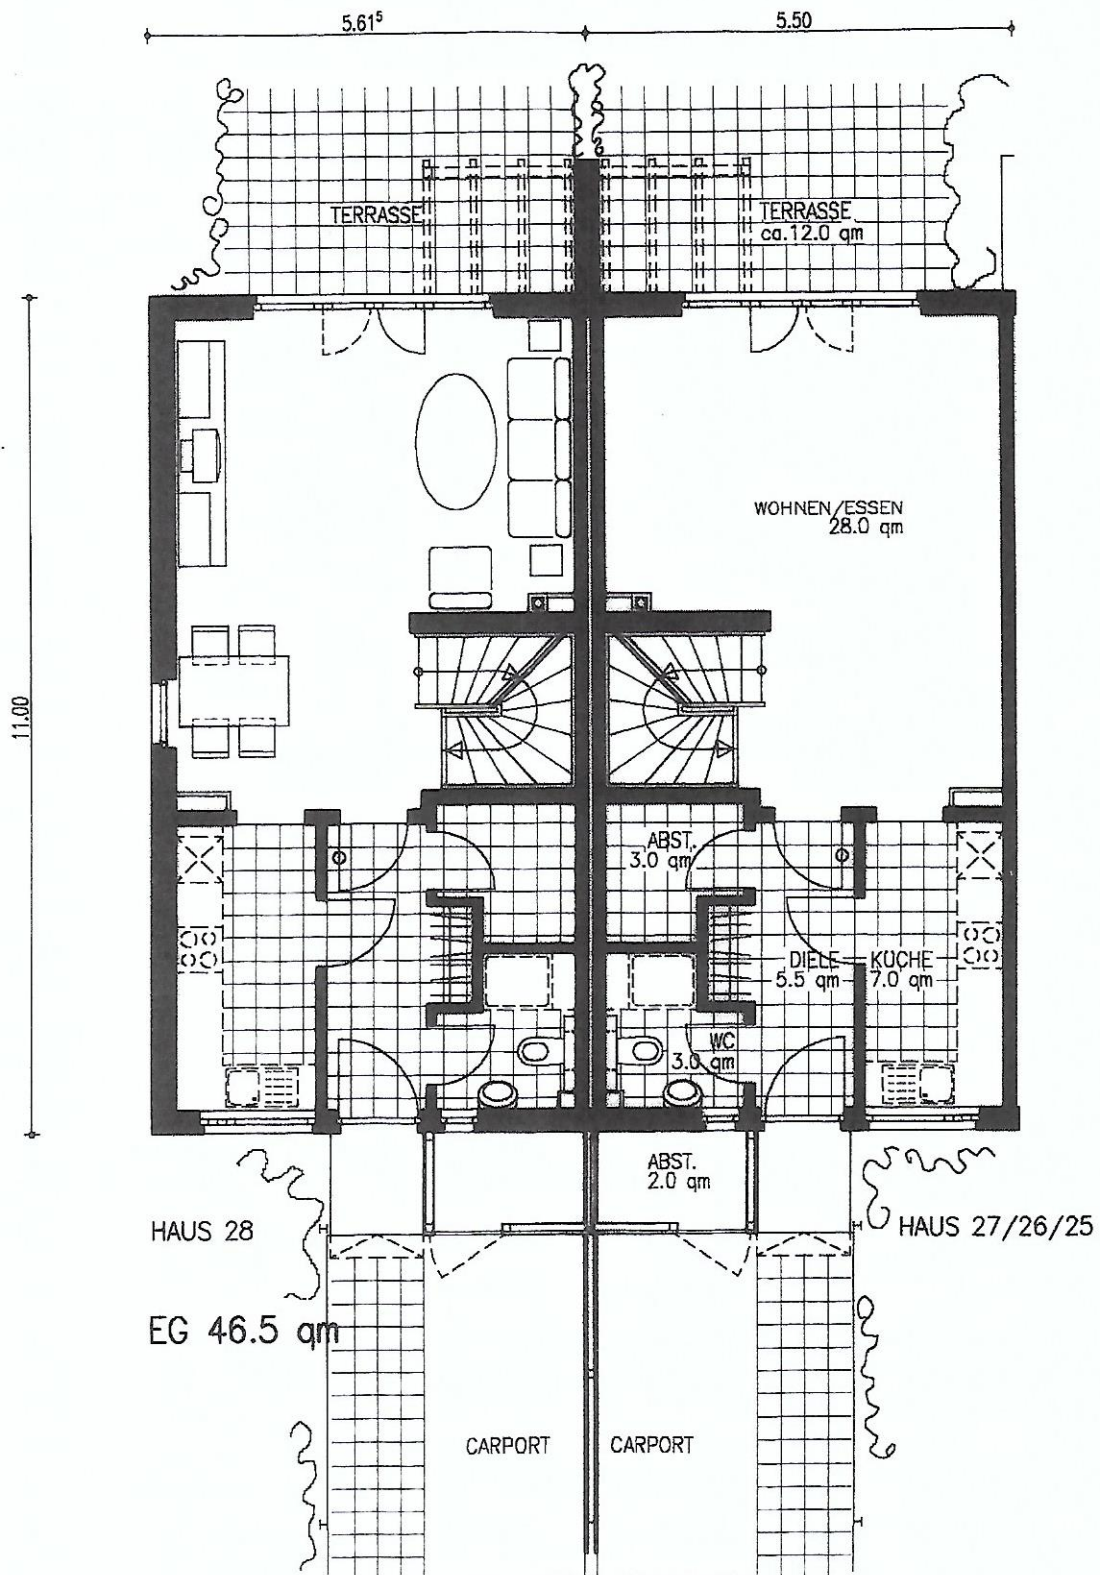 5.61⁵
5.50
TERRASSE
TERRASSE
ca.12.0 qm
WOHNEN/ESSEN
28.0 qm
11.00
ABST.
3.0 qm
DIELE
5.5 qm
KÜCHE
7.0 qm
WC
3.0 qm
ABST.
2.0 qm
HAUS 28
HAUS 27/26/25
EG 46.5 qm
CARPORT
CARPORT